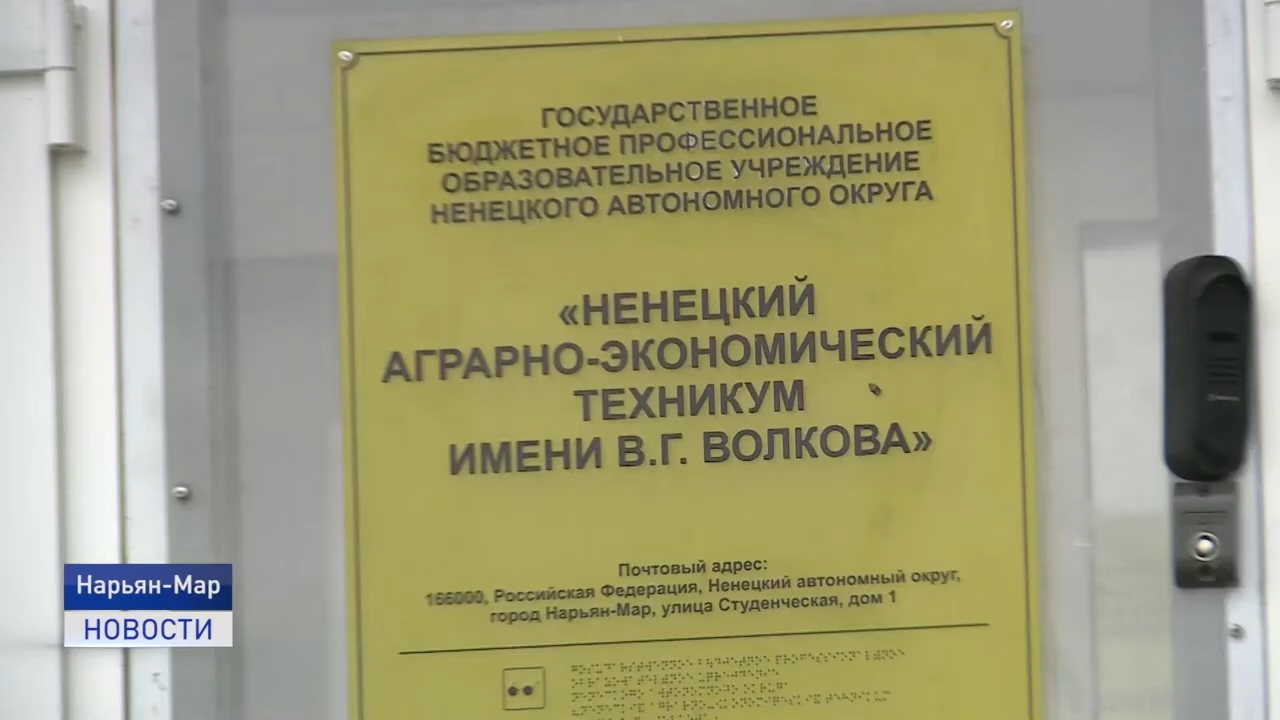 ГОСУДАРСТВЕННОЕ
БЮДЖЕТНОЕ ПРОФЕССИОНАЛЬНОЕ
ОБРАЗОВАТЕЛЬНОЕ УЧРЕЖДЕНИЕ
НЕНЕЦКОГО АВТОНОМНОГО ОКРУГА
«НЕНЕЦКИЙ
АГРАРНО-ЭКОНОМИЧЕСКИЙ
ТЕХНИКУМ
ИМЕНИ В.Г. ВОЛКОВА»
Почтовый адрес:
166000, Российская Федерация, Ненецкий автономный округ,
город Нарьян-Мар, улица Студенческая, дом 1
Нарьян-Мар
НОВОСТИ